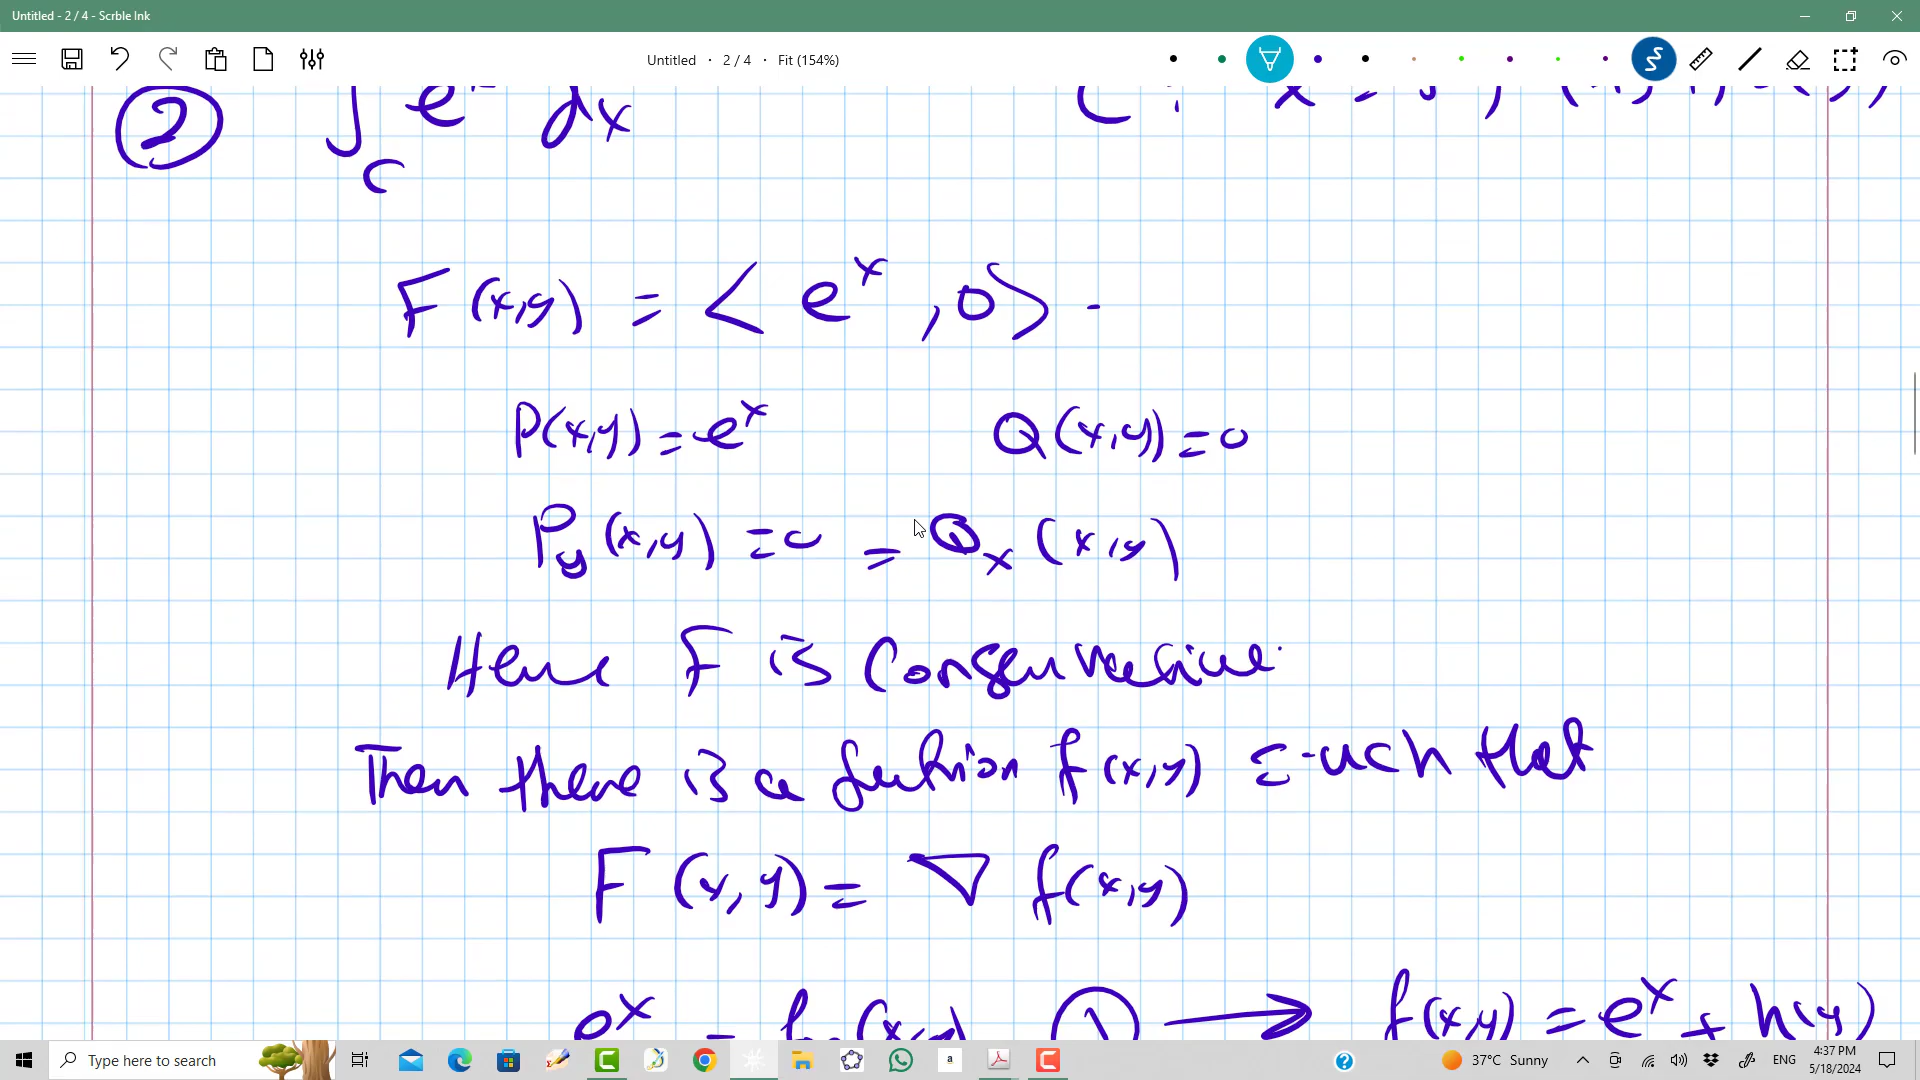 Untitled - 2 / 4 - Scrble Ink
Untitled · 2 / 4 · Fit (154%)
② ∫_C e^x dx
F(x,y) = < e^x , 0 > .
P(x,y) = e^x Q(x,y) = 0
P_y (x,y) = 0 = Q_x (x,y)
Hence F is Conservative.
Then there is a function f(x,y) such that
F(x,y) = ∇ f(x,y)
① → f(x,y) = e^x + h(y)
Type here to search
a
37°C Sunny
ENG
4:37 PM
5/18/2024